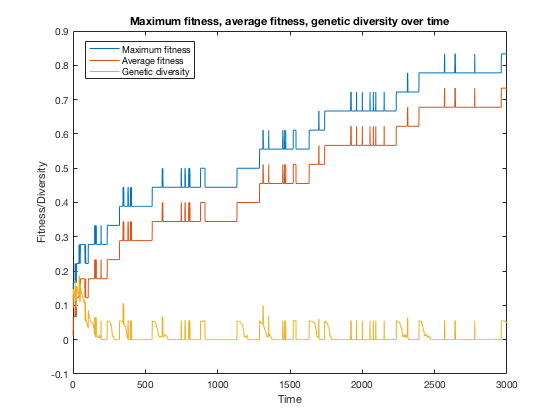 Maximum fitness, average fitness, genetic diversity over time
Maximum fitness
Average fitness
Genetic diversity
Fitness/Diversity
0.9
0.8
0.7
0.6
0.5
0.4
0.3
0.2
0.1
0
-0.1
0 500 1000 1500 2000 2500 3000
Time